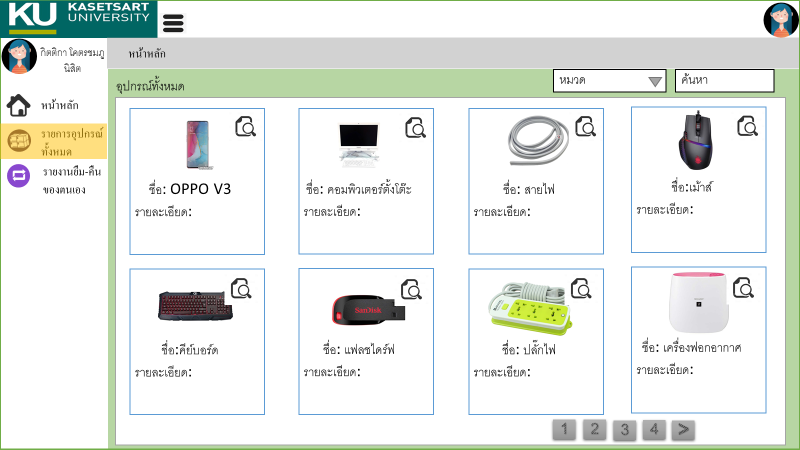 KU KASETSART
UNIVERSITY
กิตติกา โคตรรมภู
นิสิต
หน้าหลัก
หน้าหลัก
รายการอุปกรณ์
ทั้งหมด
รายงานยืม-คืน
ของตนเอง
อุปกรณ์ทั้งหมด
หมวด
ค้นหา
ชื่อ: OPPO V3
รายละเอียด:
ชื่อ: คอมพิวเตอร์ตั้งโต๊ะ
รายละเอียด:
ชื่อ: สายไฟ
รายละเอียด:
ชื่อ:เม้าส์
รายละเอียด:
ชื่อ:คีย์บอร์ด
รายละเอียด:
SanDisk
ชื่อ: แฟลชไดร์ฟ
รายละเอียด:
ชื่อ: ปลั๊กไฟ
รายละเอียด:
ชื่อ: เครื่องฟอกอากาศ
รายละเอียด:
1 2 3 4 >